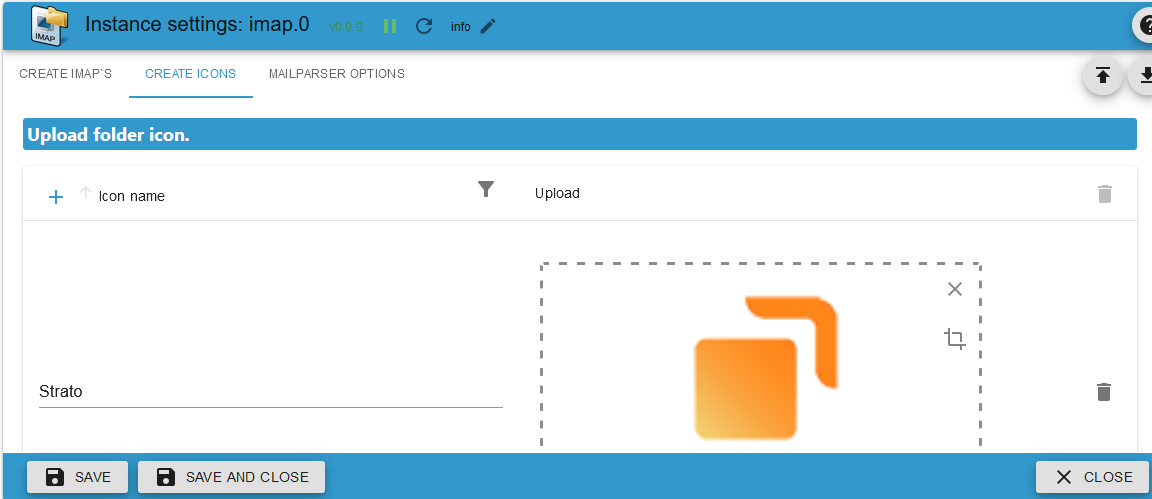 Instance settings: imap.0
v0.0.9
info
IMAP
CREATE IMAP`S
CREATE ICONS
MAILPARSER OPTIONS
Upload folder icon.
Icon name
Upload
Strato
SAVE
SAVE AND CLOSE
CLOSE